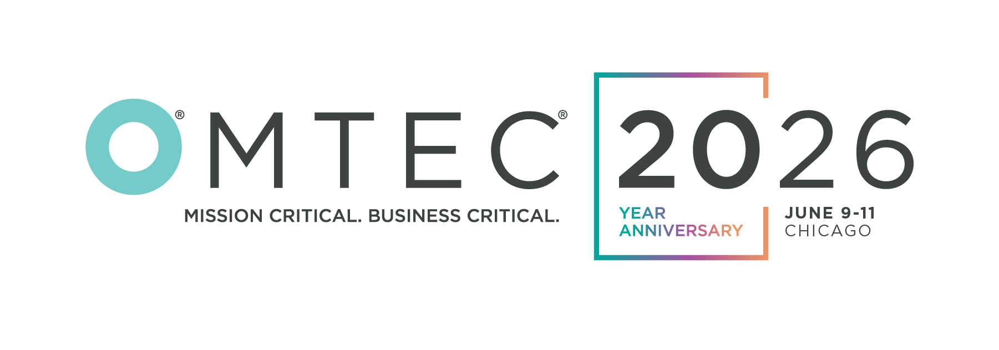 OMTEC® 2026
MISSION CRITICAL. BUSINESS CRITICAL.
YEAR
ANNIVERSARY
JUNE 9-11
CHICAGO